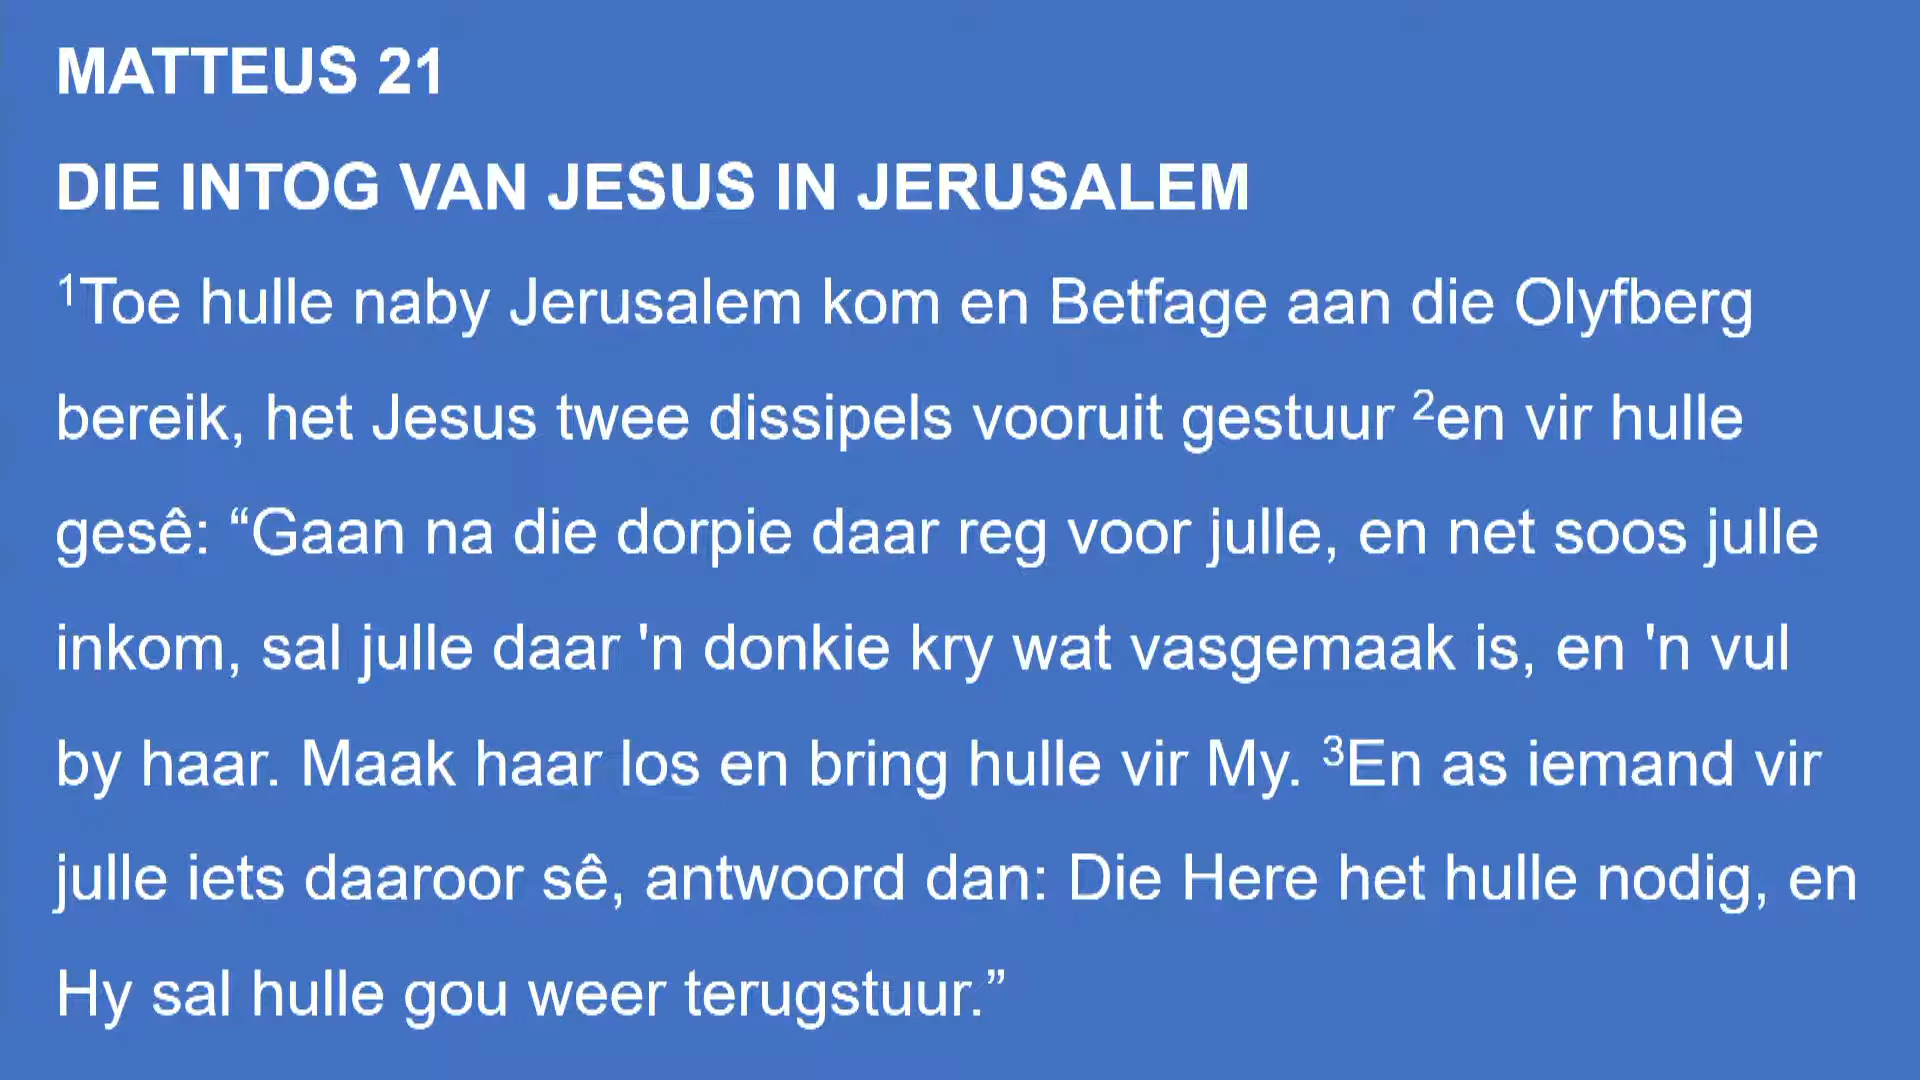 MATTEUS 21
DIE INTOG VAN JESUS IN JERUSALEM
¹Toe hulle naby Jerusalem kom en Betfage aan die Olyfberg
bereik, het Jesus twee dissipels vooruit gestuur ²en vir hulle
gesê: “Gaan na die dorpie daar reg voor julle, en net soos julle
inkom, sal julle daar 'n donkie kry wat vasgemaak is, en 'n vul
by haar. Maak haar los en bring hulle vir My. ³En as iemand vir
julle iets daaroor sê, antwoord dan: Die Here het hulle nodig, en
Hy sal hulle gou weer terugstuur.”